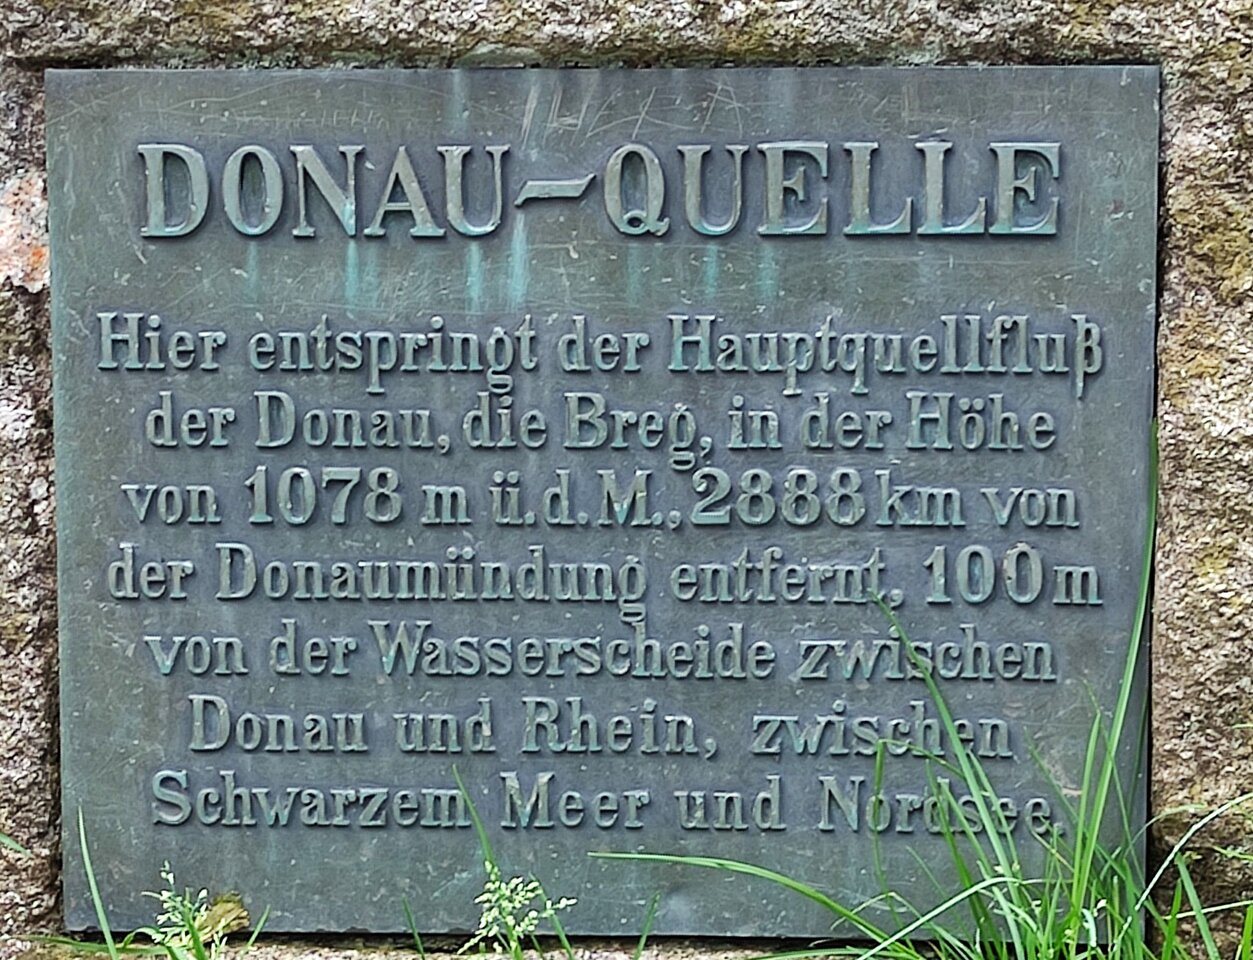 DONAU-QUELLE
Hier entspringt der Hauptquellfluß
der Donau, die Breg, in der Höhe
von 1078 m ü.d.M., 2888 km von
der Donaumündung entfernt, 100 m
von der Wasserscheide zwischen
Donau und Rhein, zwischen
Schwarzem Meer und Nordsee.